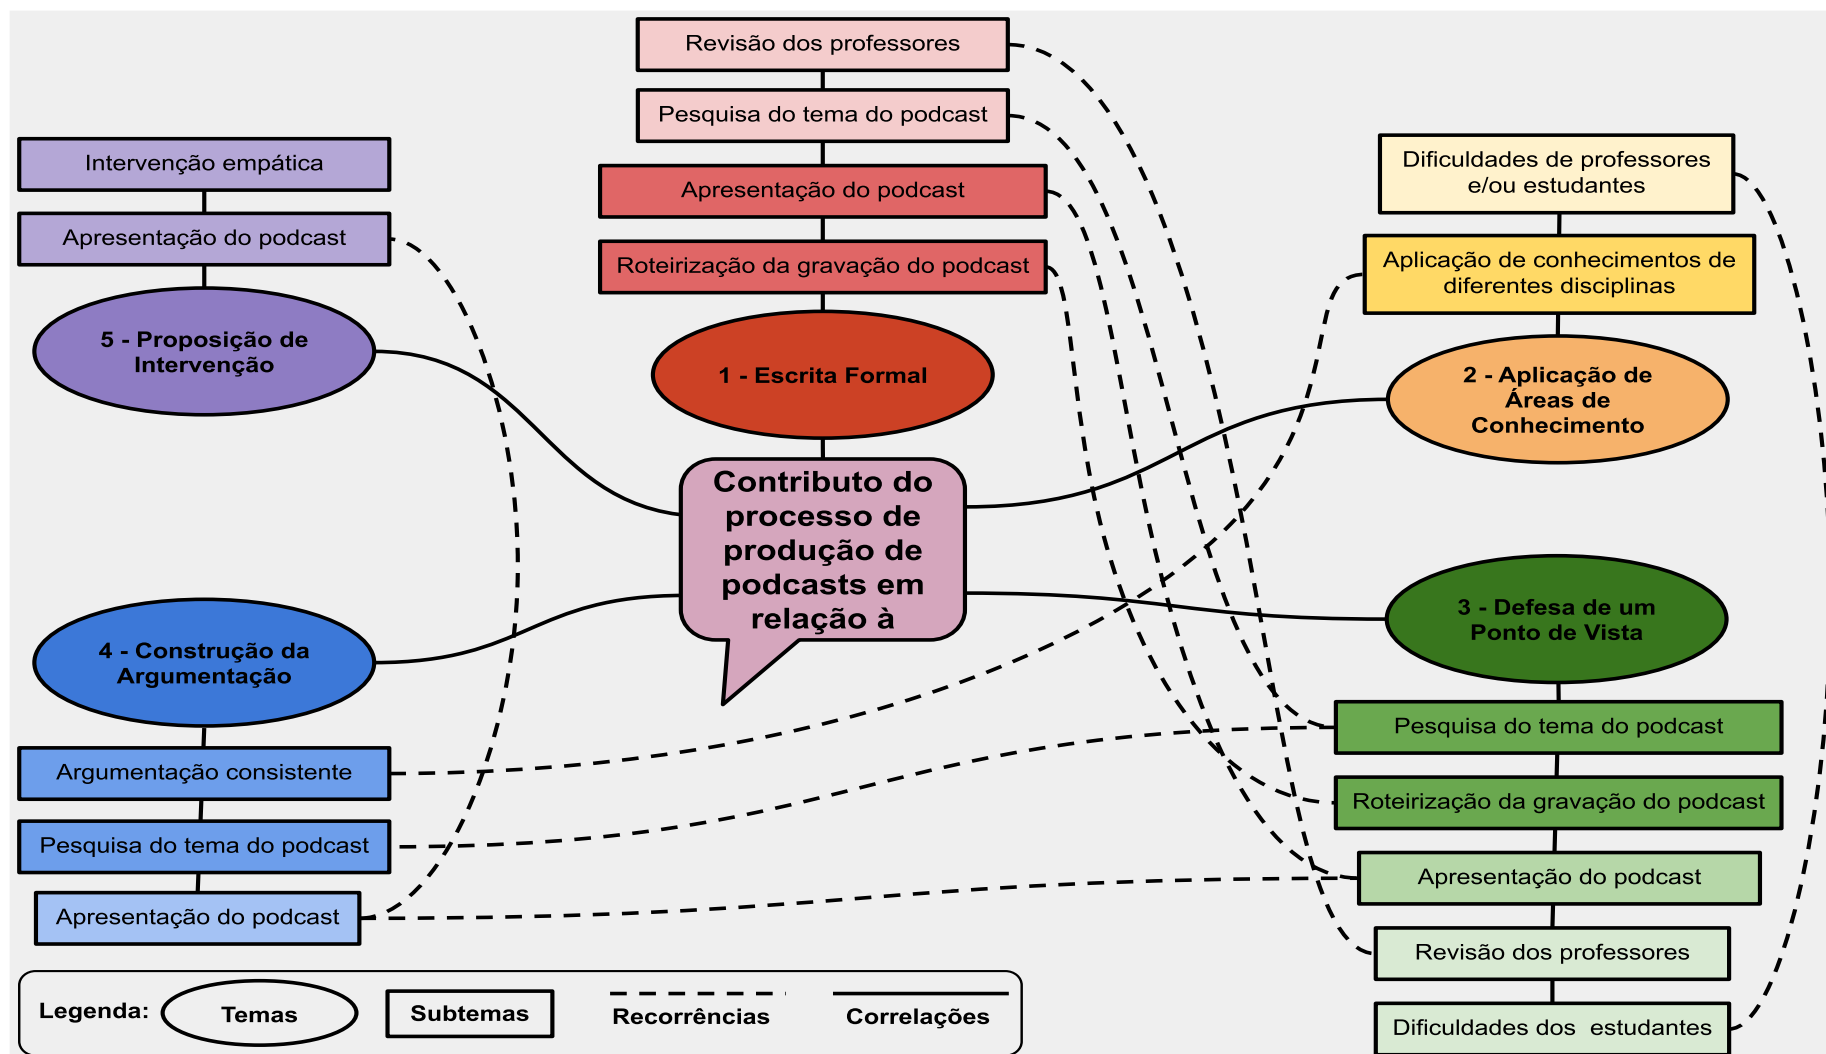 Revisão dos professores
Pesquisa do tema do podcast
Apresentação do podcast
Roteirização da gravação do podcast
1 - Escrita Formal
Contributo do
processo de
produção de
podcasts em
relação à
Intervenção empática
Apresentação do podcast
5 - Proposição de
Intervenção
Dificuldades de professores
e/ou estudantes
Aplicação de conhecimentos de
diferentes disciplinas
2 - Aplicação de
Áreas de
Conhecimento
3 - Defesa de um
Ponto de Vista
Pesquisa do tema do podcast
Roteirização da gravação do podcast
Apresentação do podcast
Revisão dos professores
Dificuldades dos estudantes
4 - Construção da
Argumentação
Argumentação consistente
Pesquisa do tema do podcast
Apresentação do podcast
Legenda:
Temas
Subtemas
Recorrências
Correlações